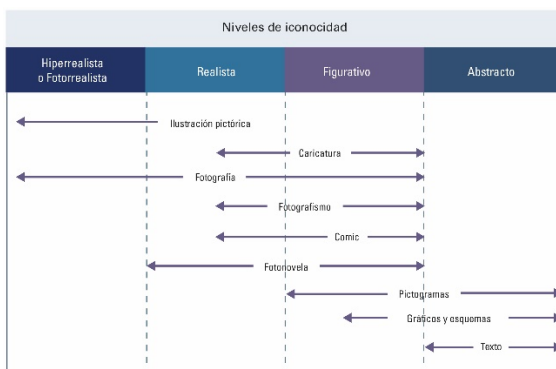 Niveles de iconocidad
Hiperrealista
o Fotorrealista
Realista
Figurativo
Abstracto
Ilustración pictórica
Caricatura
Fotografía
Fotografismo
Comic
Fotonovela
Pictogramas
Gráficos y esquemas
Texto